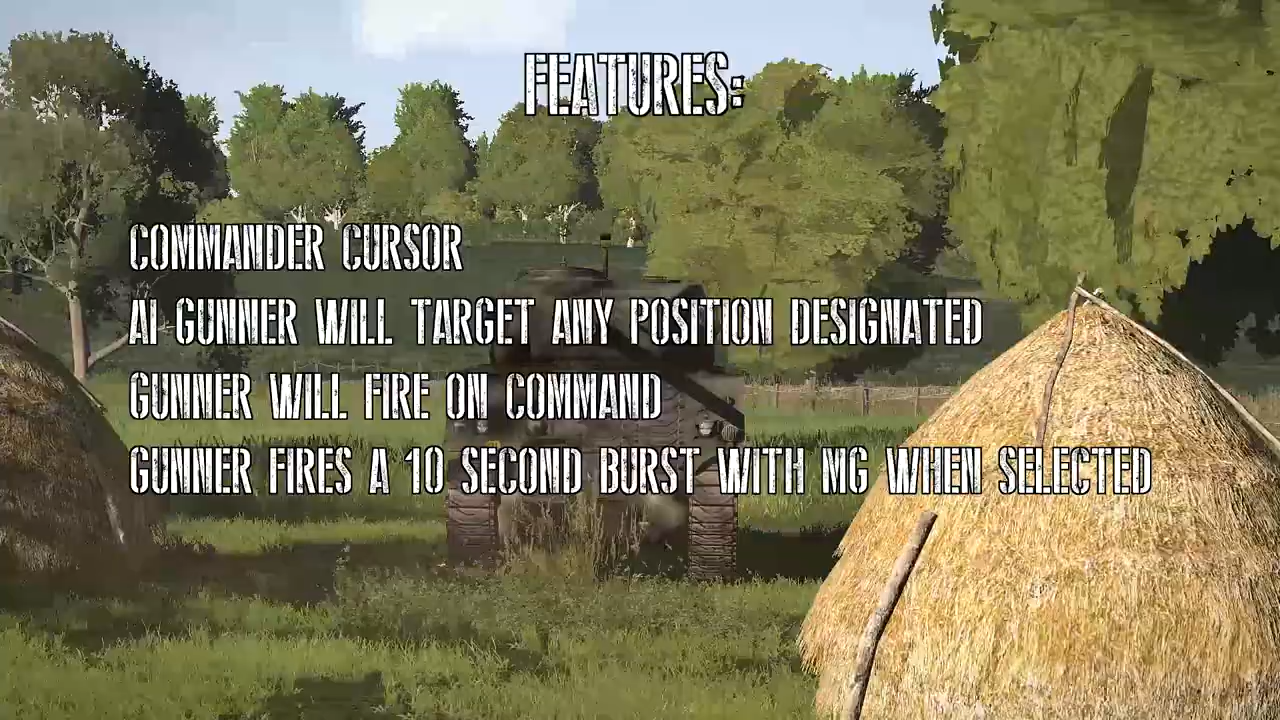 FEATURES:
COMMANDER CURSOR
AI GUNNER WILL TARGET ANY POSITION DESIGNATED
GUNNER WILL FIRE ON COMMAND
GUNNER FIRES A 10 SECOND BURST WITH MG WHEN SELECTED